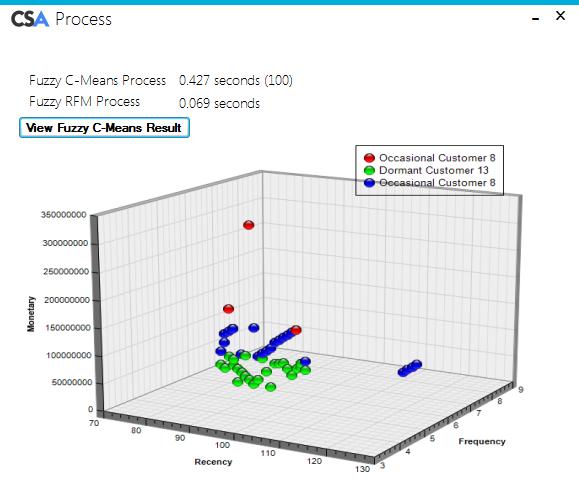 CSA Process
Fuzzy C-Means Process 0.427 seconds (100)
Fuzzy RFM Process 0.069 seconds
View Fuzzy C-Means Result
Occasional Customer 8
Dormant Customer 13
Occasional Customer 8
350000000
300000000
250000000
200000000
150000000
100000000
50000000
0
Monetary
70
80
90
100
110
120
130
Recency
3
4
5
6
7
8
9
Frequency